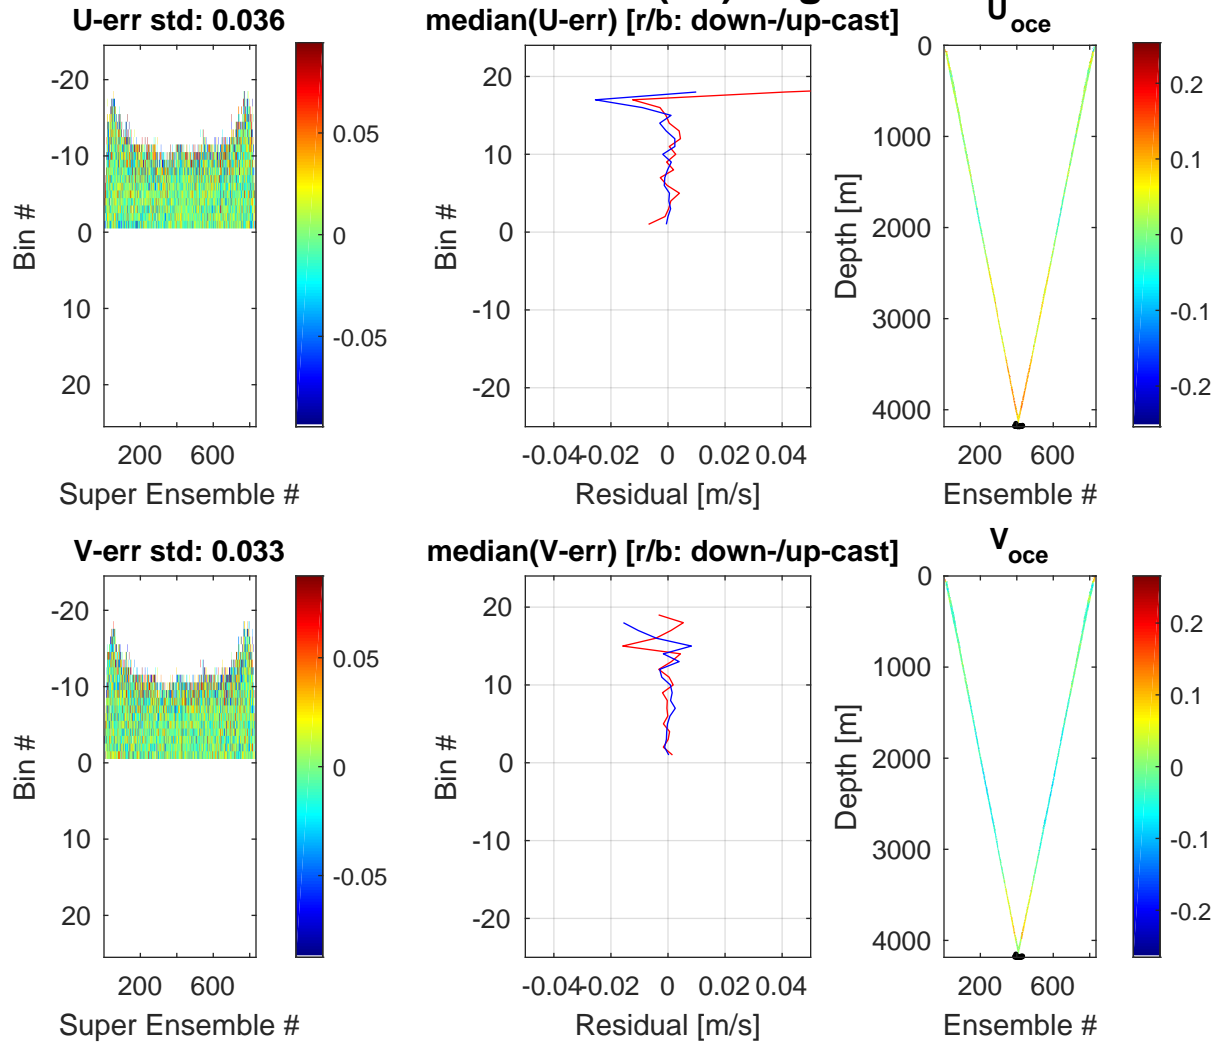 U-err std: 0.036
median(U-err) [r/b: down-/up-cast]
U_oce
-20
-10
0
10
20
Bin #
200 600
Super Ensemble #
0.05
0
-0.05
20
10
0
-10
-20
Bin #
-0.04 -0.02 0 0.02 0.04
Residual [m/s]
0
1000
2000
3000
4000
Depth [m]
200 600
Ensemble #
0.2
0.1
0
-0.1
-0.2
V-err std: 0.033
median(V-err) [r/b: down-/up-cast]
V_oce
-20
-10
0
10
20
Bin #
200 600
Super Ensemble #
0.05
0
-0.05
20
10
0
-10
-20
Bin #
-0.04 -0.02 0 0.02 0.04
Residual [m/s]
0
1000
2000
3000
4000
Depth [m]
200 600
Ensemble #
0.2
0.1
0
-0.1
-0.2